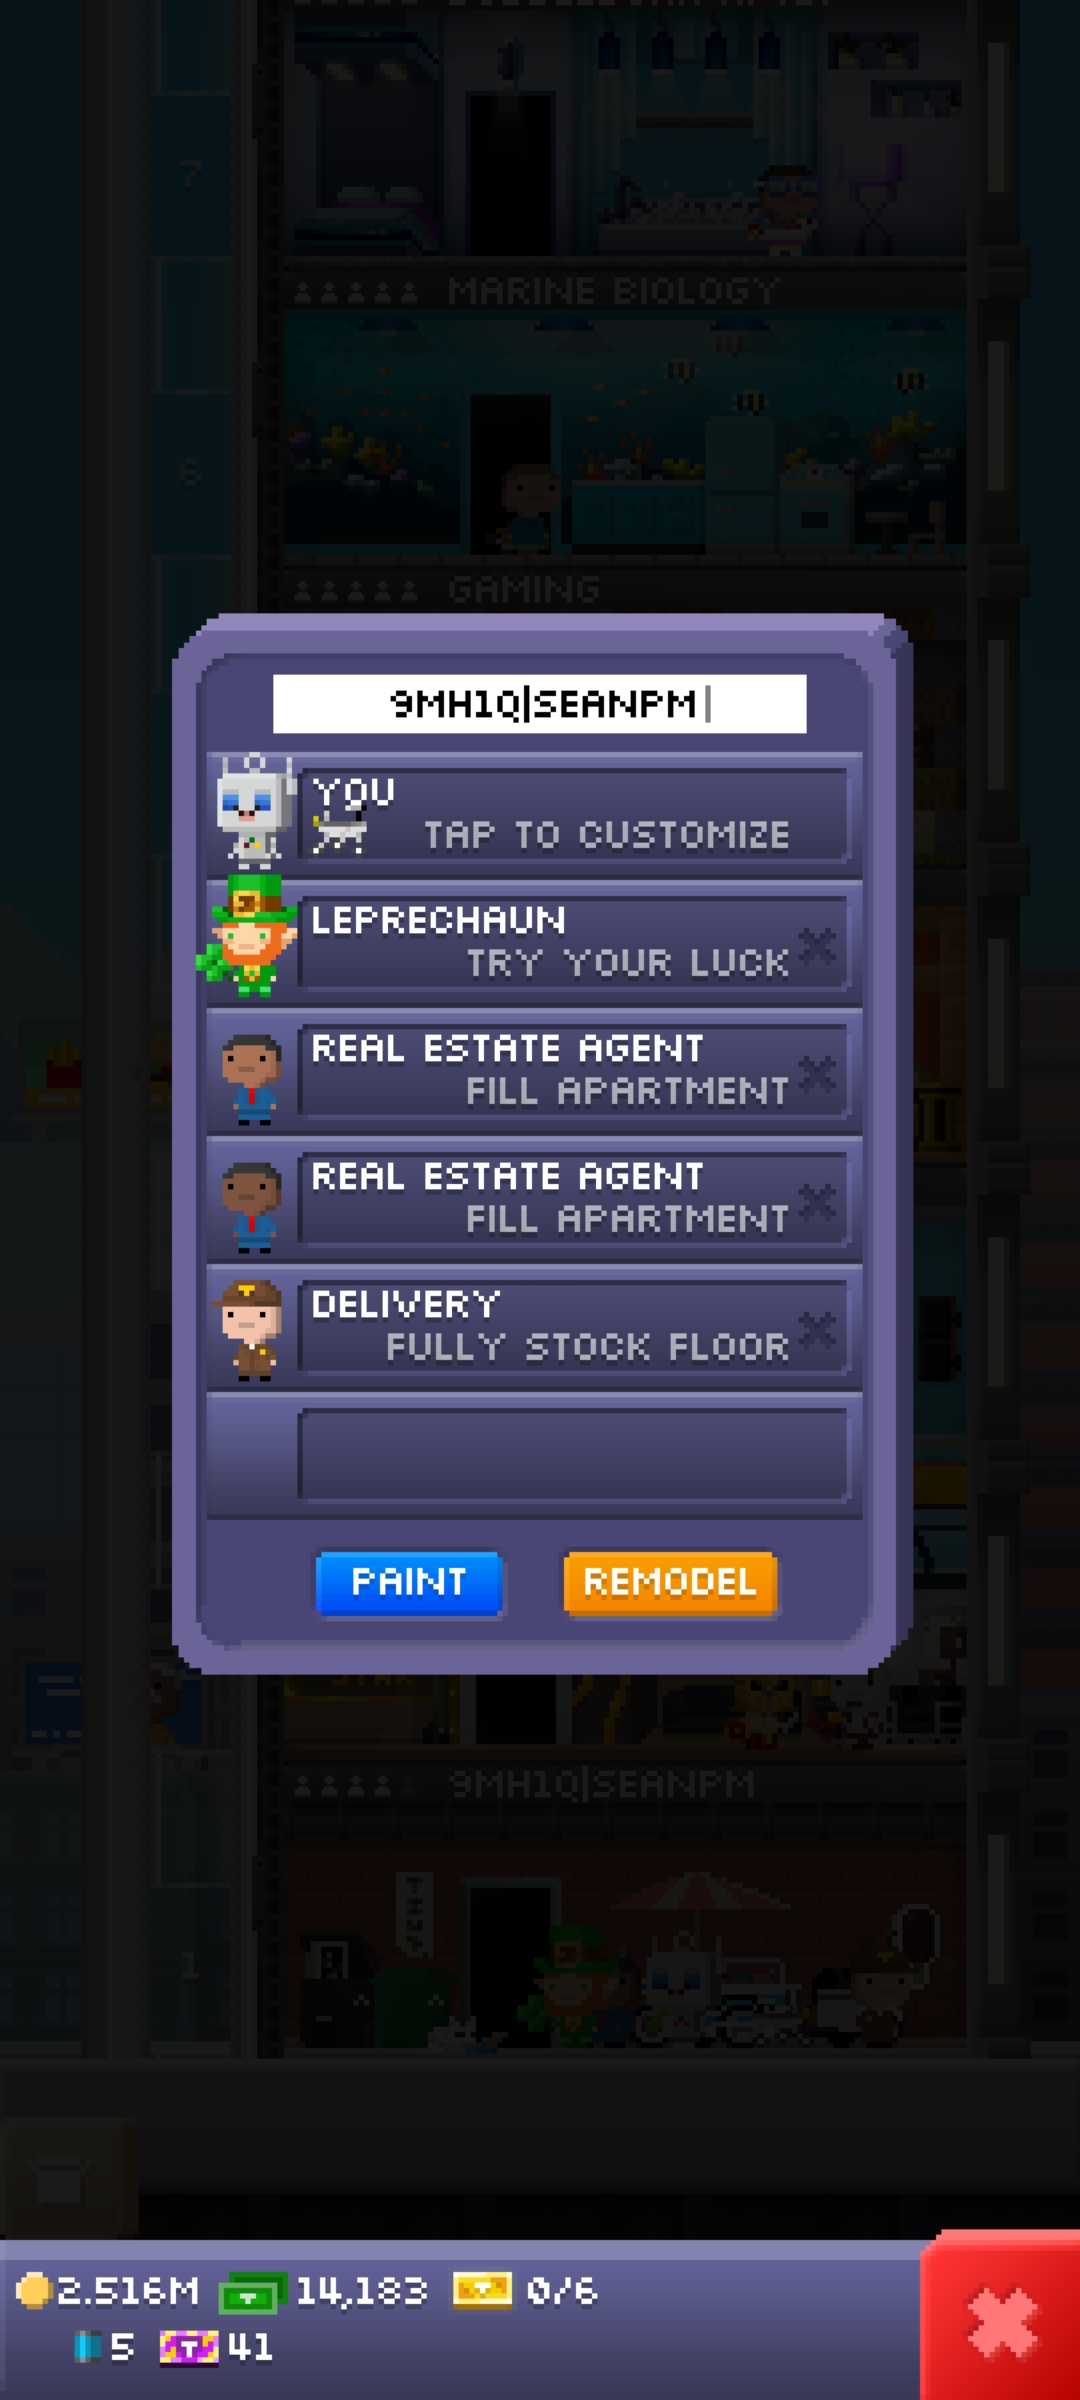 7
MARINE BIOLOGY
6
GAMING
9MH1Q|SEANPM
YOU
TAP TO CUSTOMIZE
LEPRECHAUN
TRY YOUR LUCK
REAL ESTATE AGENT
FILL APARTMENT
REAL ESTATE AGENT
FILL APARTMENT
DELIVERY
FULLY STOCK FLOOR
PAINT
REMODEL
9MH1Q|SEANPM
1
2.516M
14,183
0/6
5
41